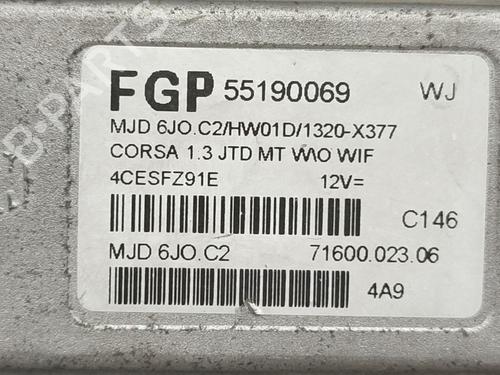 FGP 55190069 WJ
MJD 6JO.C2/HW01D/1320-X377
CORSA 1.3 JTD MT W\O WIF
4CESFZ91E 12V=
C146
MJD 6JO.C2 71600.023.06
4A9
B-PARTS